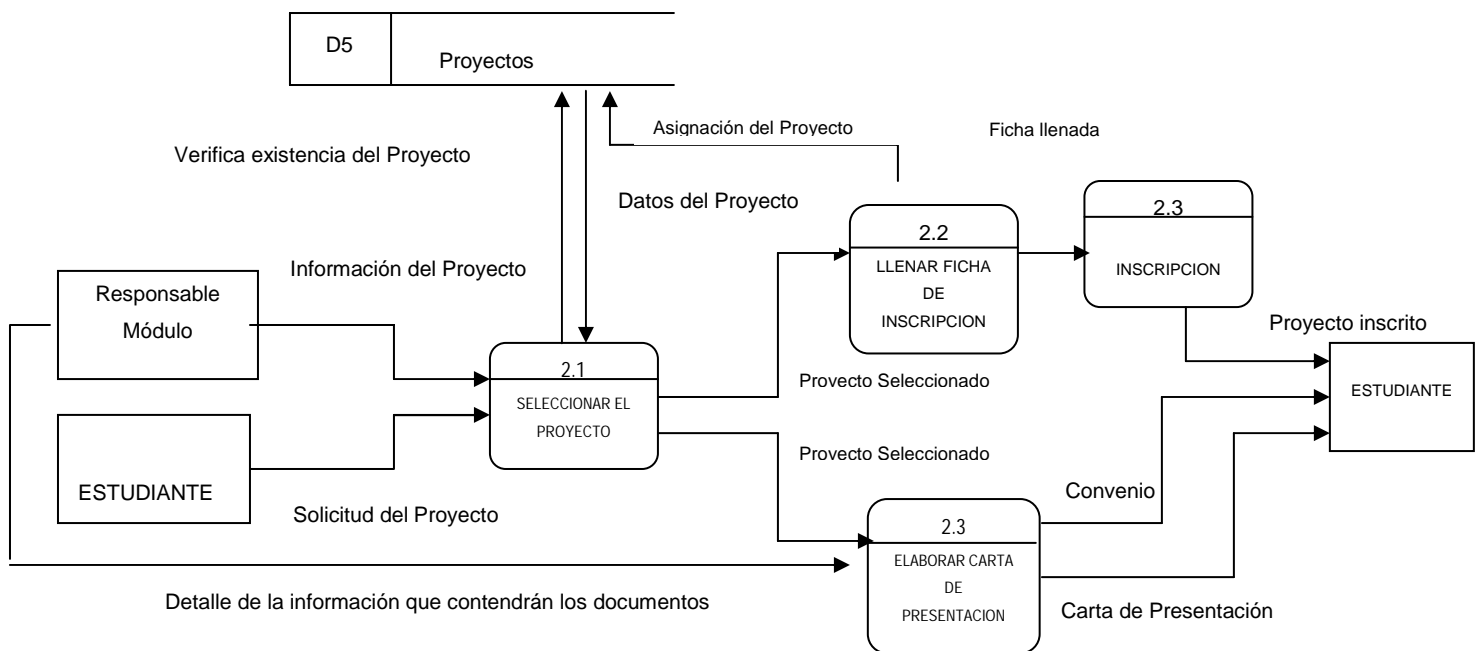 D5
Proyectos
Asignación del Proyecto
Ficha llenada
Verifica existencia del Proyecto
Datos del Proyecto
2.3
INSCRIPCION
2.2
LLENAR FICHA
DE
INSCRIPCION
Información del Proyecto
Responsable
Módulo
Proyecto inscrito
2.1
SELECCIONAR EL
PROYECTO
Provecto Seleccionado
ESTUDIANTE
Provecto Seleccionado
ESTUDIANTE
Solicitud del Proyecto
Convenio
2.3
ELABORAR CARTA
DE
PRESENTACION
Detalle de la información que contendrán los documentos
Carta de Presentación